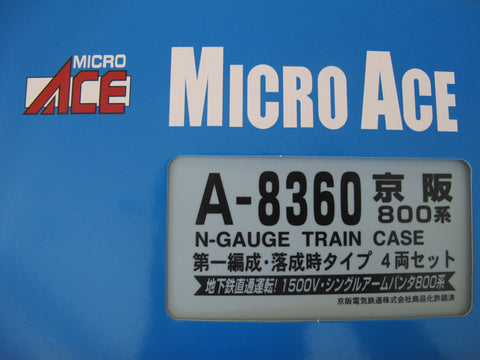 MICRO
ACE
MICRO ACE
A-8360 京阪
800系
N-GAUGE TRAIN CASE
第一編成・落成時タイプ 4両セット
地下鉄直通運転! 1500V・シングルアームパンタ800系
京阪電気鉄道株式会社商品化許諾済